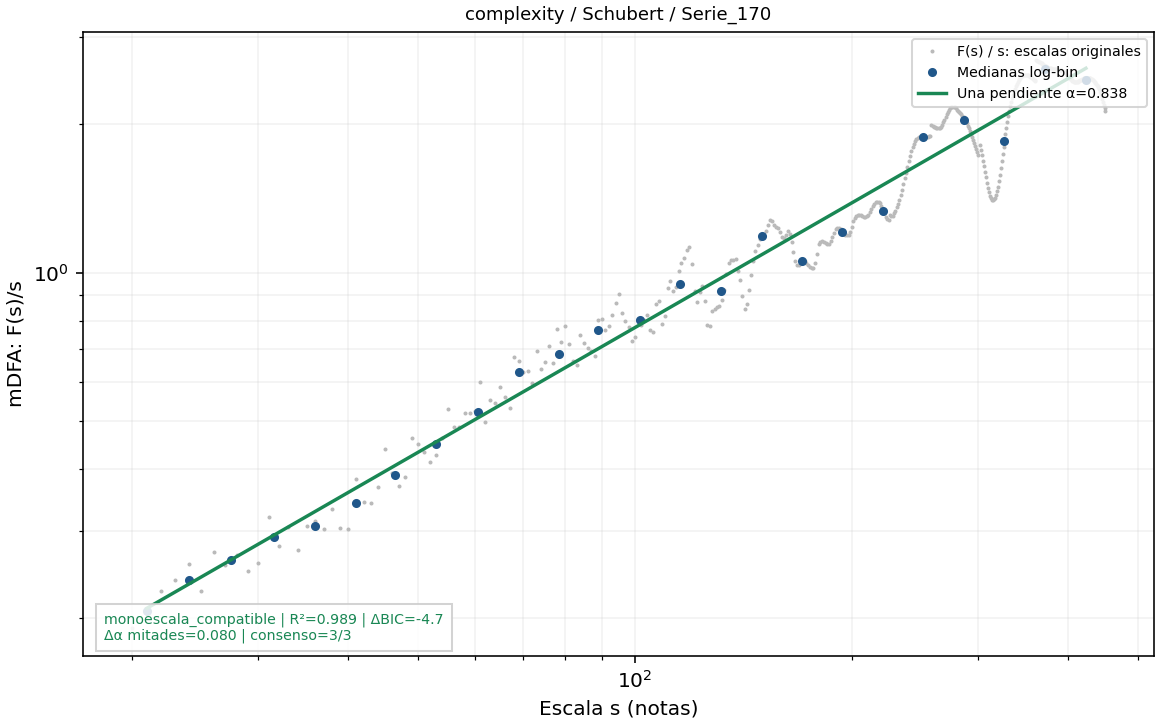 complexity / Schubert / Serie_170
F(s) / s: escalas originales
Medianas log-bin
Una pendiente α=0.838
mDFA: F(s)/s
10⁰
monoescala_compatible | R²=0.989 | ΔBIC=-4.7
Δα mitades=0.080 | consenso=3/3
10²
Escala s (notas)